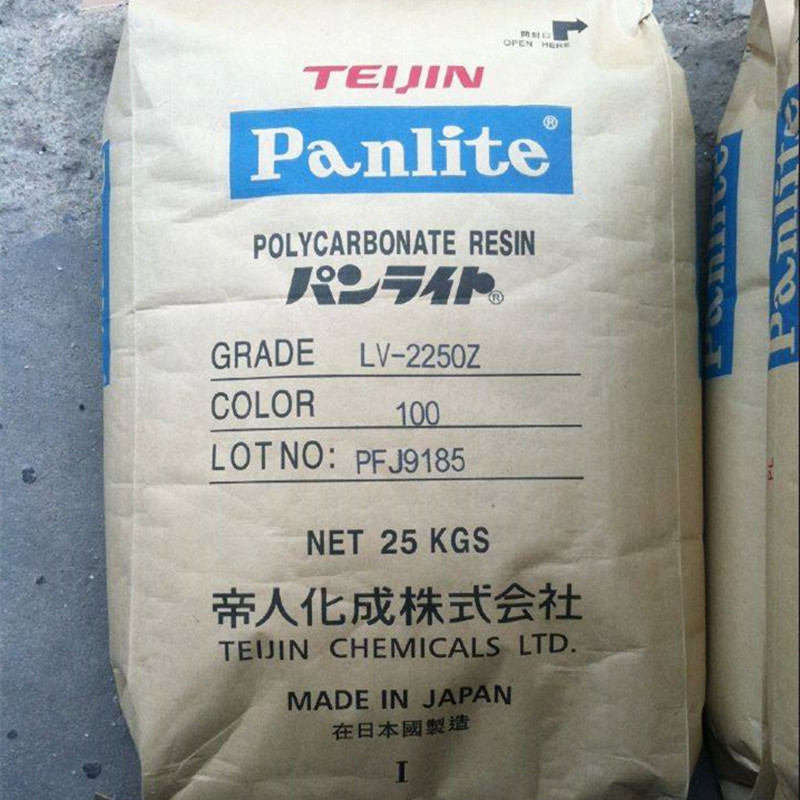 開封口
OPEN HERE
TEIJIN
Panlite®
POLYCARBONATE RESIN
パンライト®
GRADE LV-2250Z
COLOR 100
LOT NO: PFJ9185
NET 25 KGS
帝人化成株式会社
TEIJIN CHEMICALS LTD.
MADE IN JAPAN
在日本國製造
I
Panlite
Panlite